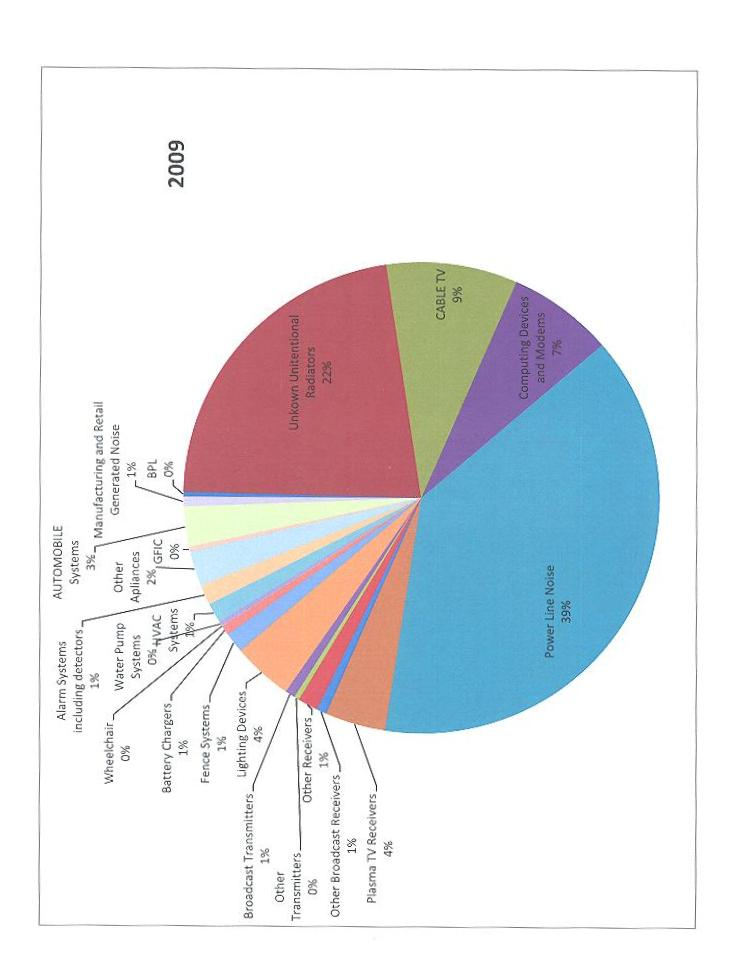 2009
AUTOMOBILE
Systems
3%
Manufacturing and Retail
Generated Noise
1%
BPL
0%
Alarm Systems
including detectors
1%
Other
Apliances
2%
GFIC
0%
Wheelchair
0%
Water Pump
Systems
0%
HVAC
Systems
1%
Battery Chargers
1%
Fence Systems
1%
Lighting Devices
4%
Broadcast Transmitters
1%
Other
Transmitters
0%
Other Receivers
1%
Other Broadcast Receivers
1%
Plasma TV Receivers
4%
Unkown Unitentional
Radiators
22%
CABLE TV
9%
Computing Devices
and Modems
7%
Power Line Noise
39%